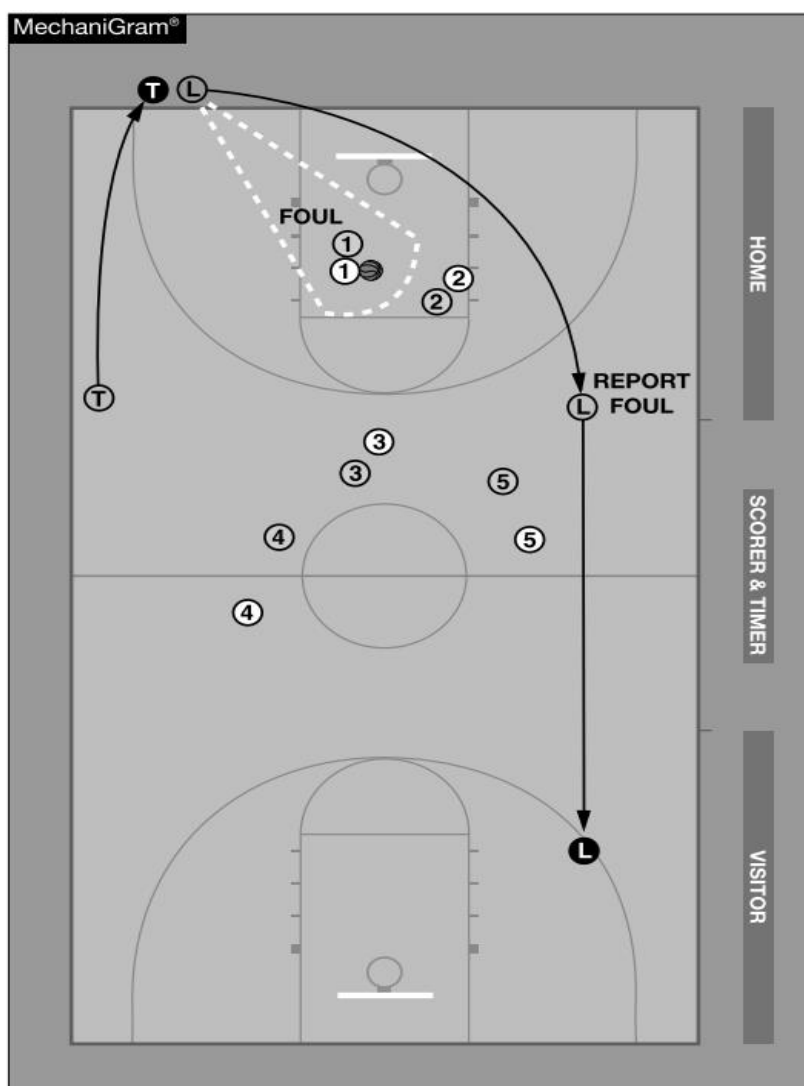 MechaniGram®
T L
FOUL
1
1
2
2
T
L
REPORT
FOUL
3
3
5
4
5
4
L
HOME
SCORER & TIMER
VISITOR